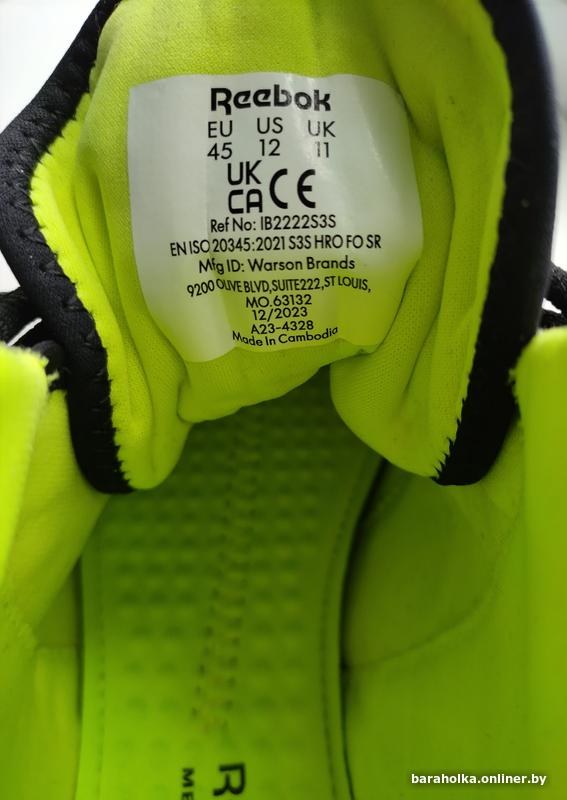 Reebok
EU US UK
45 12 11
UK
CA CE
Ref No: IB2222S3S
EN ISO 20345:2021 S3S HRO FO SR
Mfg ID: Warson Brands
9200 OLIVE BLVD,SUITE222,ST LOUIS,
MO.63132
12/2023
A23-4328
Made in Cambodia
R
ME
baraholka.onliner.by